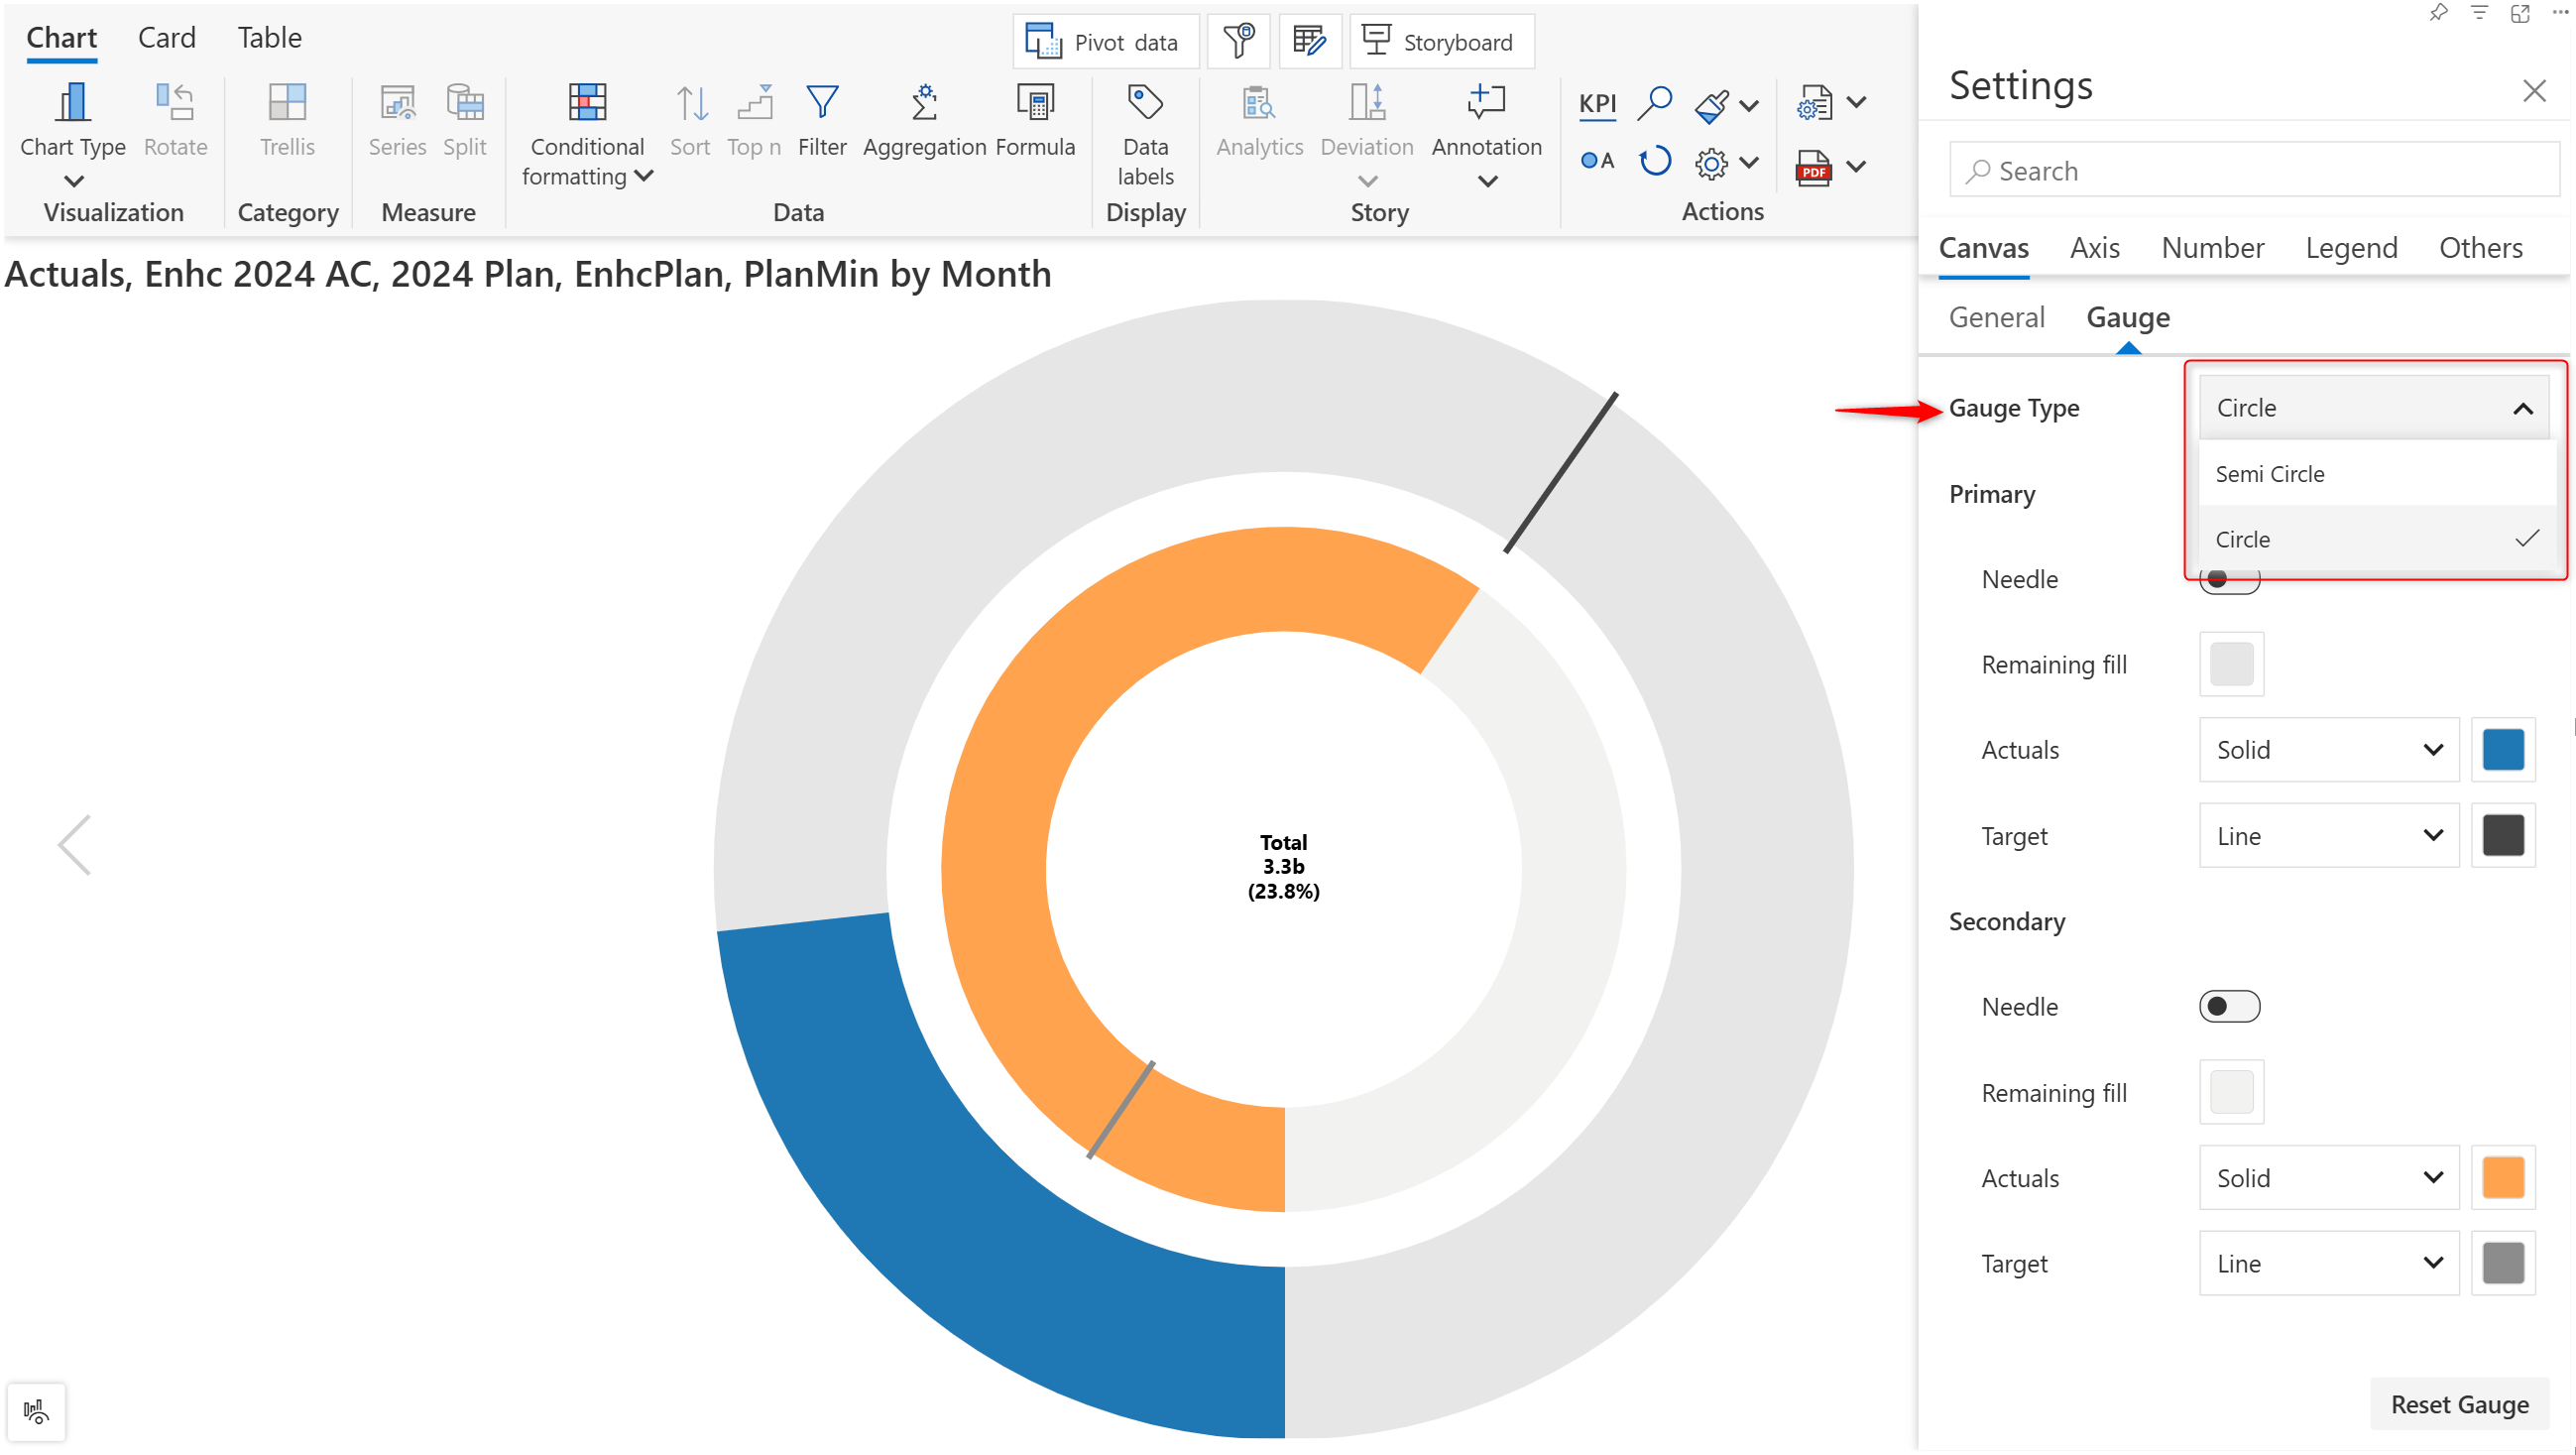 Chart Card Table
Pivot data
Storyboard
Chart Type
Rotate
Trellis
Series
Split
Conditional
formatting
Sort
Top n
Filter
Aggregation
Formula
Data
labels
Analytics
Deviation
Annotation
KPI
A
PDF
Visualization
Category
Measure
Data
Display
Story
Actions
Actuals, Enhc 2024 AC, 2024 Plan, EnhcPlan, PlanMin by Month
Total
3.3b
(23.8%)
Settings
Search
Canvas Axis Number Legend Others
General Gauge
Gauge Type Circle
Semi Circle
Circle
Primary
Needle
Remaining fill
Actuals Solid
Target Line
Secondary
Needle
Remaining fill
Actuals Solid
Target Line
Reset Gauge